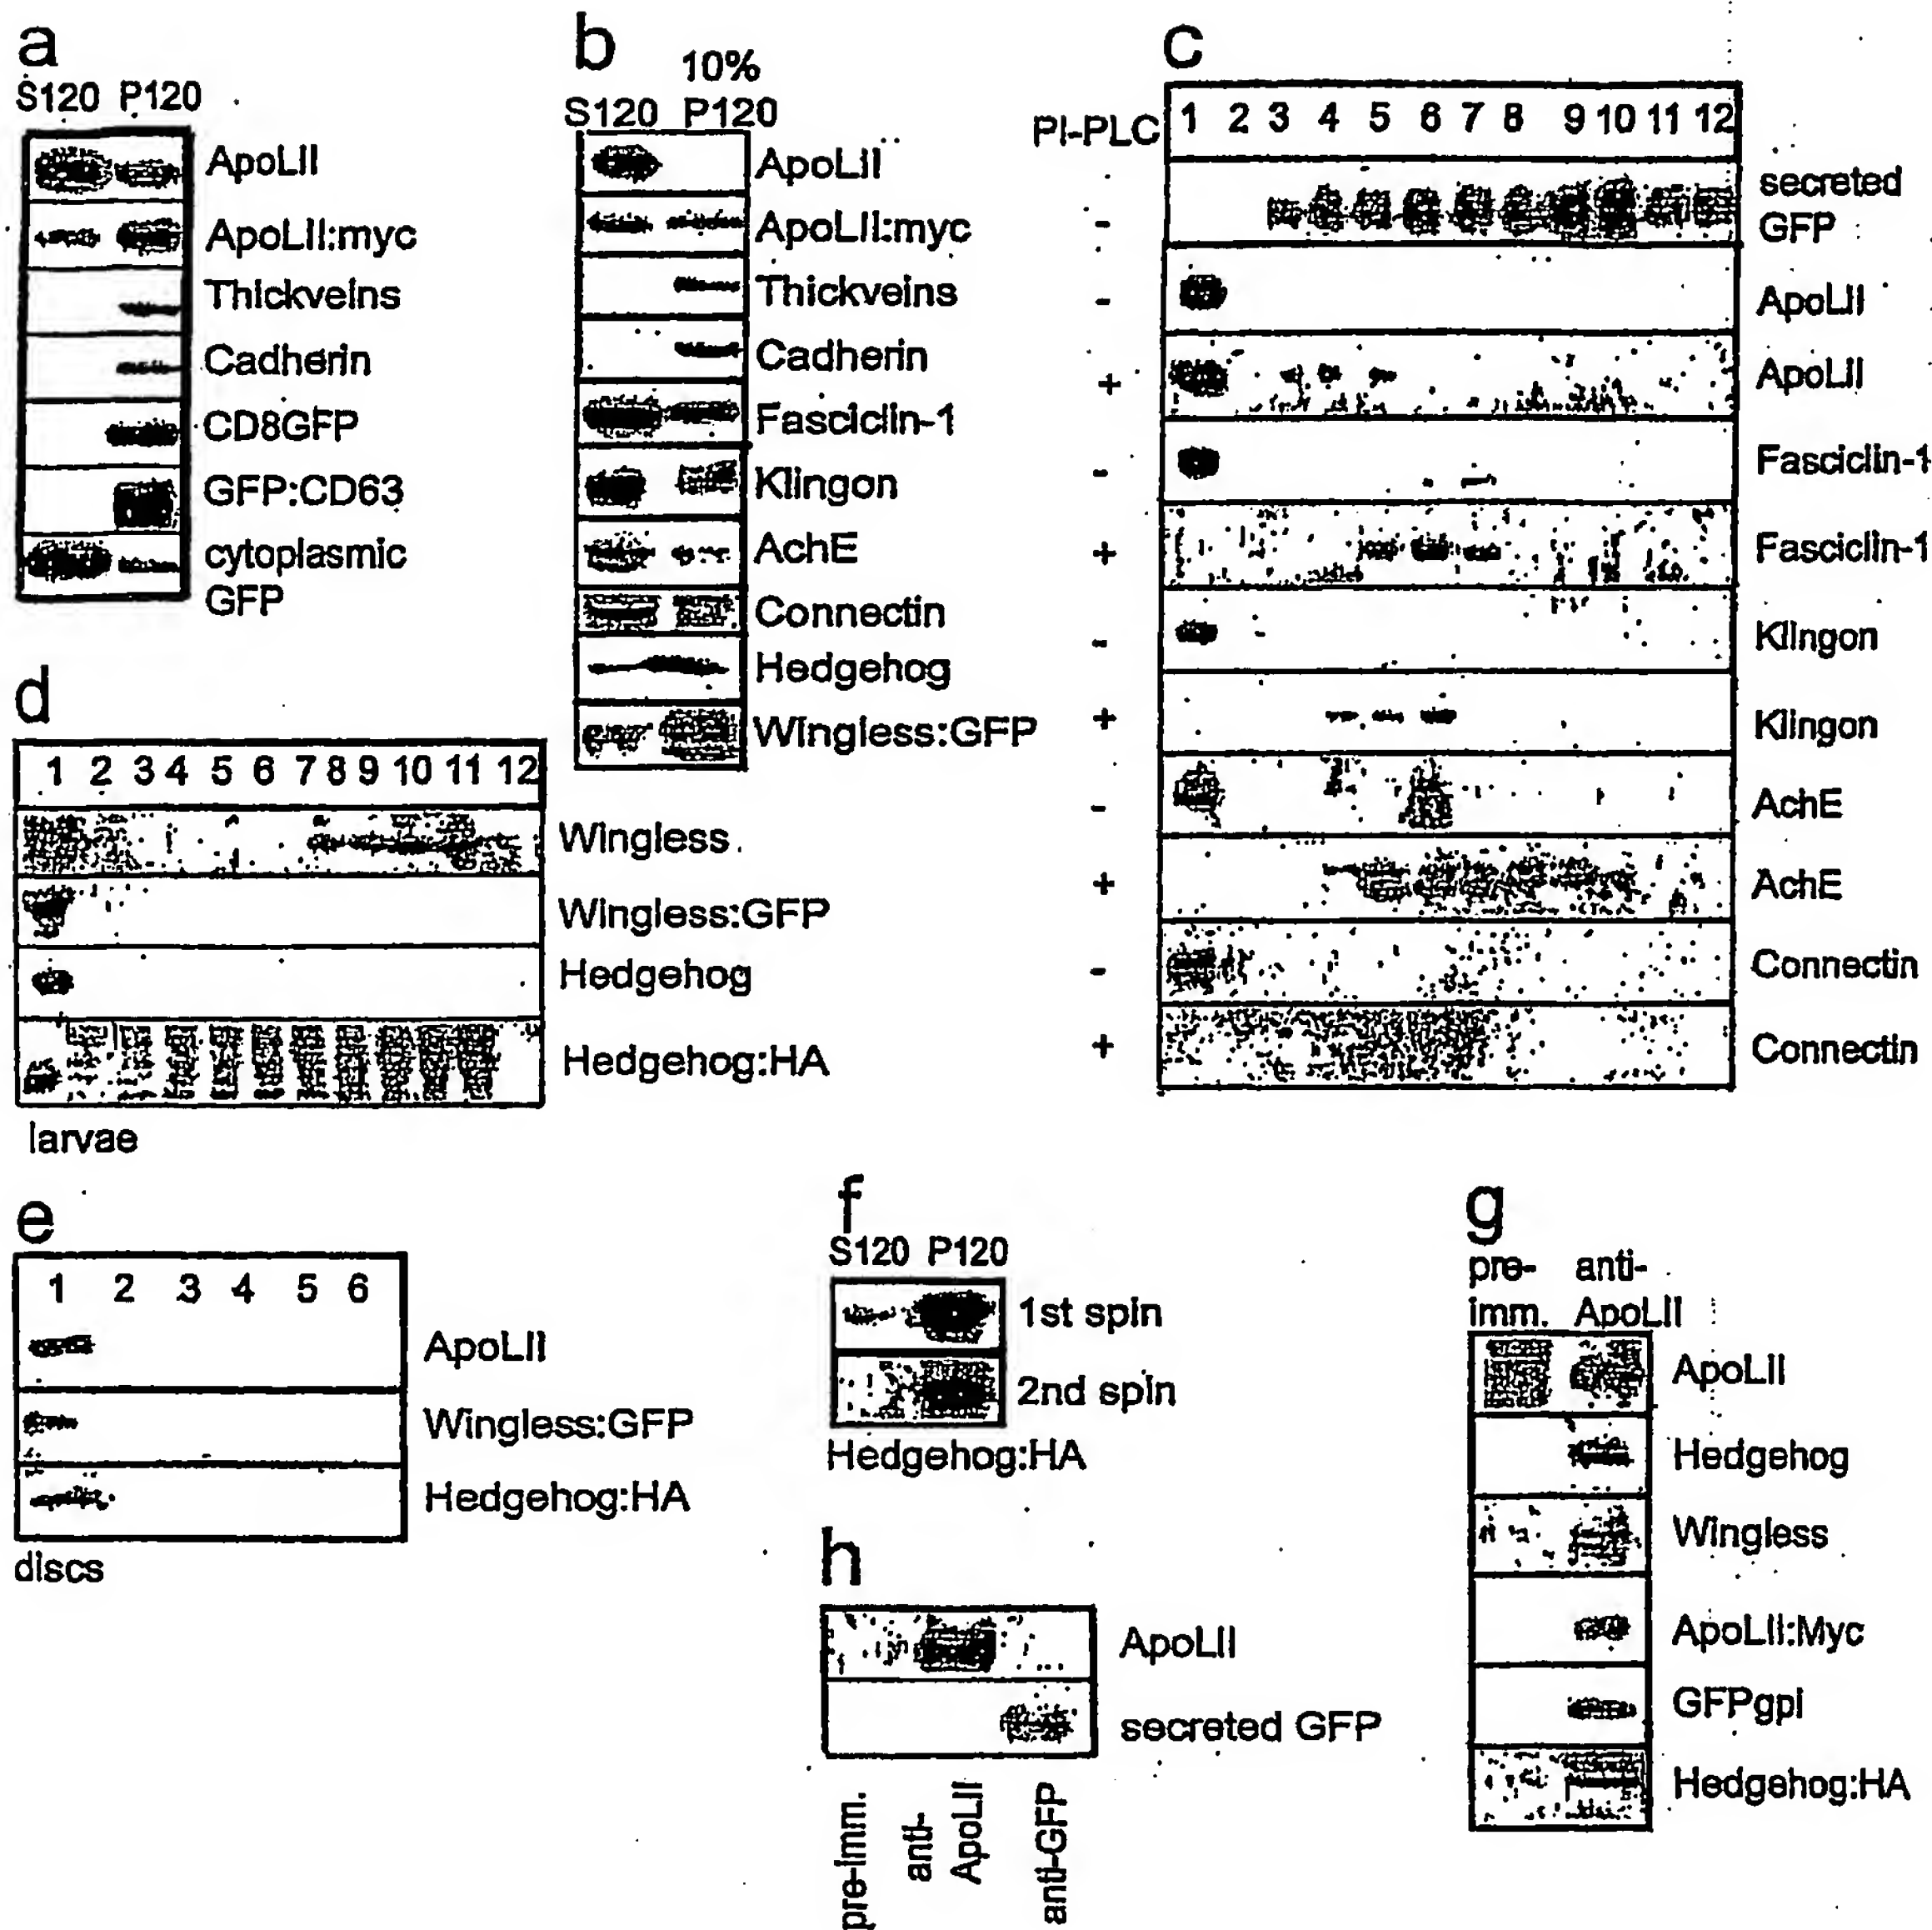 a
S120 P120
ApoLII
ApoLII:myc
Thickveins
Cadherin
CD8GFP
GFP:CD63
cytoplasmic
GFP
b
10%
S120 P120
ApoLII
ApoLII:myc
Thickveins
Cadherin
Fasciclin-1
Klingon
AchE
Connectin
Hedgehog
Wingless:GFP
c
PI-PLC 1 2 3 4 5 6 7 8 9 10 11 12
- secreted
GFP
- ApoLII
+ ApoLII
- Fasciclin-1
+ Fasciclin-1
- Klingon
+ Klingon
- AchE
+ AchE
- Connectin
+ Connectin
d
1 2 3 4 5 6 7 8 9 10 11 12
Wingless
Wingless:GFP
Hedgehog
Hedgehog:HA
larvae
e
1 2 3 4 5 6
ApoLII
Wingless:GFP
Hedgehog:HA
discs
f
S120 P120
1st spin
2nd spin
Hedgehog:HA
g
pre- anti-
imm. ApoLII
ApoLII
Hedgehog
Wingless
ApoLII:Myc
GFPgpi
Hedgehog:HA
h
ApoLII
secreted GFP
pre-imm.
anti-
ApoLII
anti-GFP